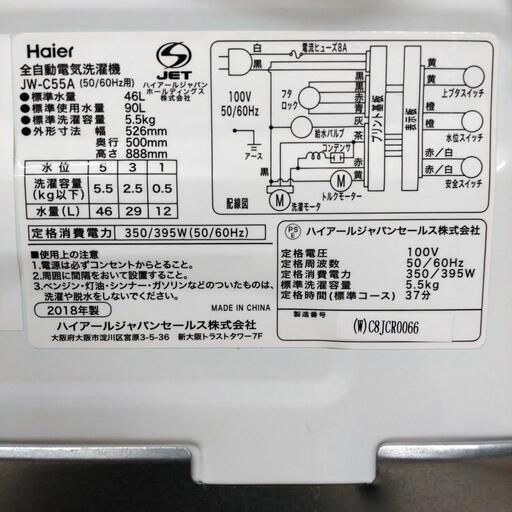 Haier
全自動電気洗濯機
JW-C55A (50/60Hz用)
JET
ハイアールジャパン
ホールディングス
株式会社
●標準水量 46L
●標準使用水量 90L
●標準洗濯容量 5.5kg
●外形寸法 幅 526mm
奥行 500mm
高さ 888mm
水位 5 3 1
洗濯容量(kg以下) 5.5 2.5 0.5
水量(L) 46 29 12
定格消費電力 350/395W(50/60Hz)
白
電流ヒューズ8A
黒
黒
100V
50/60Hz
フタ
ロック
白
黒
赤
青
灰
茶
給水バルブ
コンデンサ
アース
トルクモーター
洗濯モータ
M
M
配線図
プリント基板
表示板
赤/白
上ブタスイッチ
橙
橙
水位スイッチ
赤/白
赤/白
安全スイッチ
■使用上の注意
1.電源は必ずコンセントからとること。
2.周囲に間隔をおいて設置すること。
3.ベンジン・灯油・シンナー・ガソリンなどのついたものは、
洗濯や脱水をしないでください。
2018年製
MADE IN CHINA
ハイアールジャパンセールス株式会社
大阪府大阪市淀川区宮原3-5-36 新大阪トラストタワー7F
PS
E
ハイアールジャパンセールス株式会社
定格電圧 100V
定格周波数 50/60Hz
定格消費電力 350/395W
標準洗濯容量 5.5kg
定格時間(標準コース) 37分
製造番号
(W)C8JCR0066